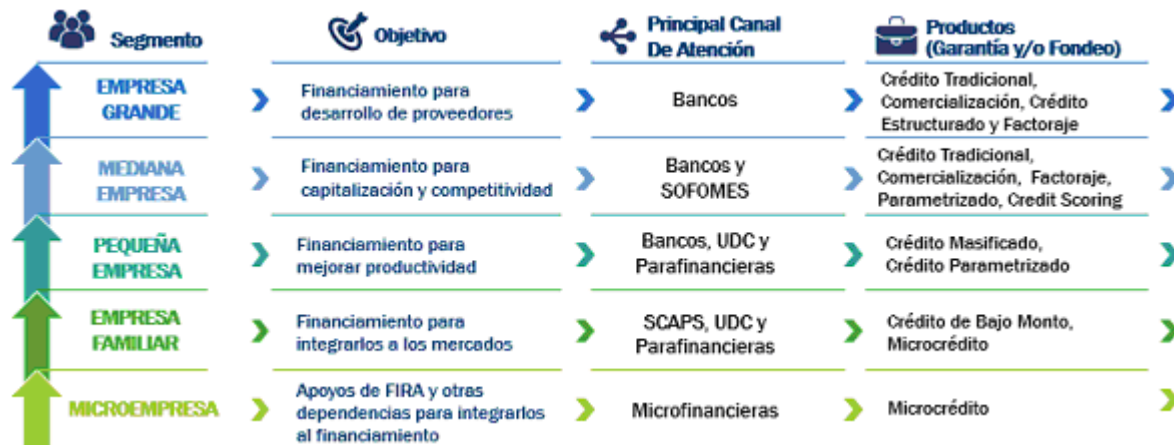 Segmento
Objetivo
Principal Canal
De Atención
Productos
(Garantía y/o Fondeo)
EMPRESA
GRANDE
Financiamiento para
desarrollo de proveedores
Bancos
Crédito Tradicional,
Comercialización, Crédito
Estructurado y Factoraje
MEDIANA
EMPRESA
Financiamiento para
capitalización y competitividad
Bancos y
SOFOMES
Crédito Tradicional,
Comercialización, Factoraje,
Parametrizado, Credit Scoring
PEQUEÑA
EMPRESA
Financiamiento para
mejorar productividad
Bancos, UDC y
Parafinancieras
Crédito Masificado,
Crédito Parametrizado
EMPRESA
FAMILIAR
Financiamiento para
integrarlos a los mercados
SCAPS, UDC y
Parafinancieras
Crédito de Bajo Monto,
Microcrédito
MICROEMPRESA
Apoyos de FIRA y otras
dependencias para integrarlos
al financiamiento
Microfinancieras
Microcrédito